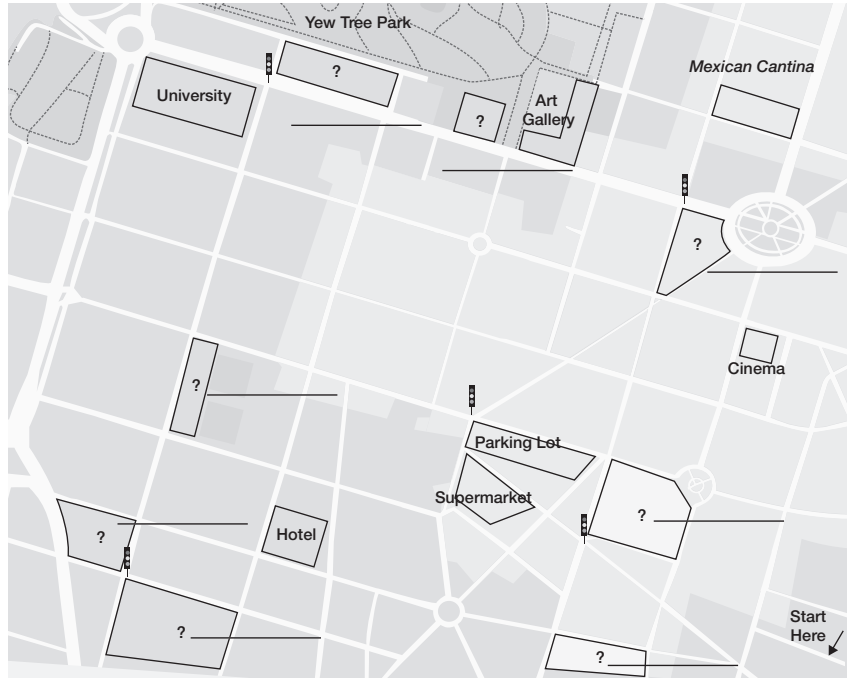 Yew Tree Park
?
University
Art
Gallery
?
Mexican Cantina
?
Cinema
?
Parking Lot
Supermarket
?
?
Hotel
Start
Here
?
?